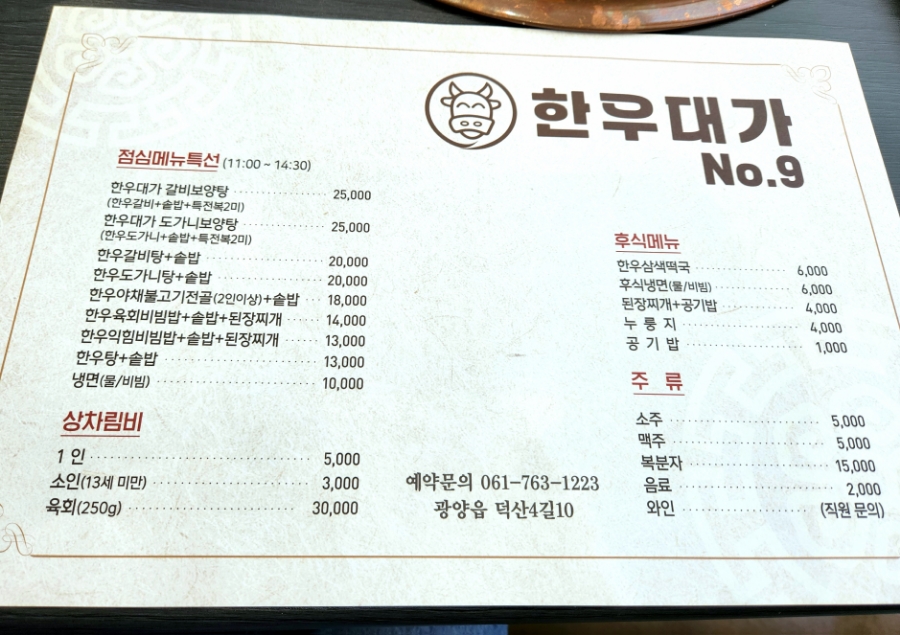 한우대가
No.9
점심메뉴특선 (11:00 ~ 14:30)
한우대가 갈비보양탕 25,000
(한우갈비+솥밥+특전복2미)
한우대가 도가니보양탕 25,000
(한우도가니+솥밥+특전복2미)
한우갈비탕+솥밥 20,000
한우도가니탕+솥밥 20,000
한우야채불고기전골(2인이상)+솥밥 18,000
한우육회비빔밥+솥밥+된장찌개 14,000
한우익힘비빔밥+솥밥+된장찌개 13,000
한우탕+솥밥 13,000
냉면(물/비빔) 10,000
상차림비
1 인 5,000
소인(13세 미만) 3,000
육회(250g) 30,000
예약문의 061-763-1223
광양읍 덕산4길10
후식메뉴
한우삼색떡국 6,000
후식냉면(물/비빔) 6,000
된장찌개+공기밥 4,000
누 룽 지 4,000
공 기 밥 1,000
주 류
소주 5,000
맥주 5,000
복분자 15,000
음료 2,000
와인 (직원 문의)